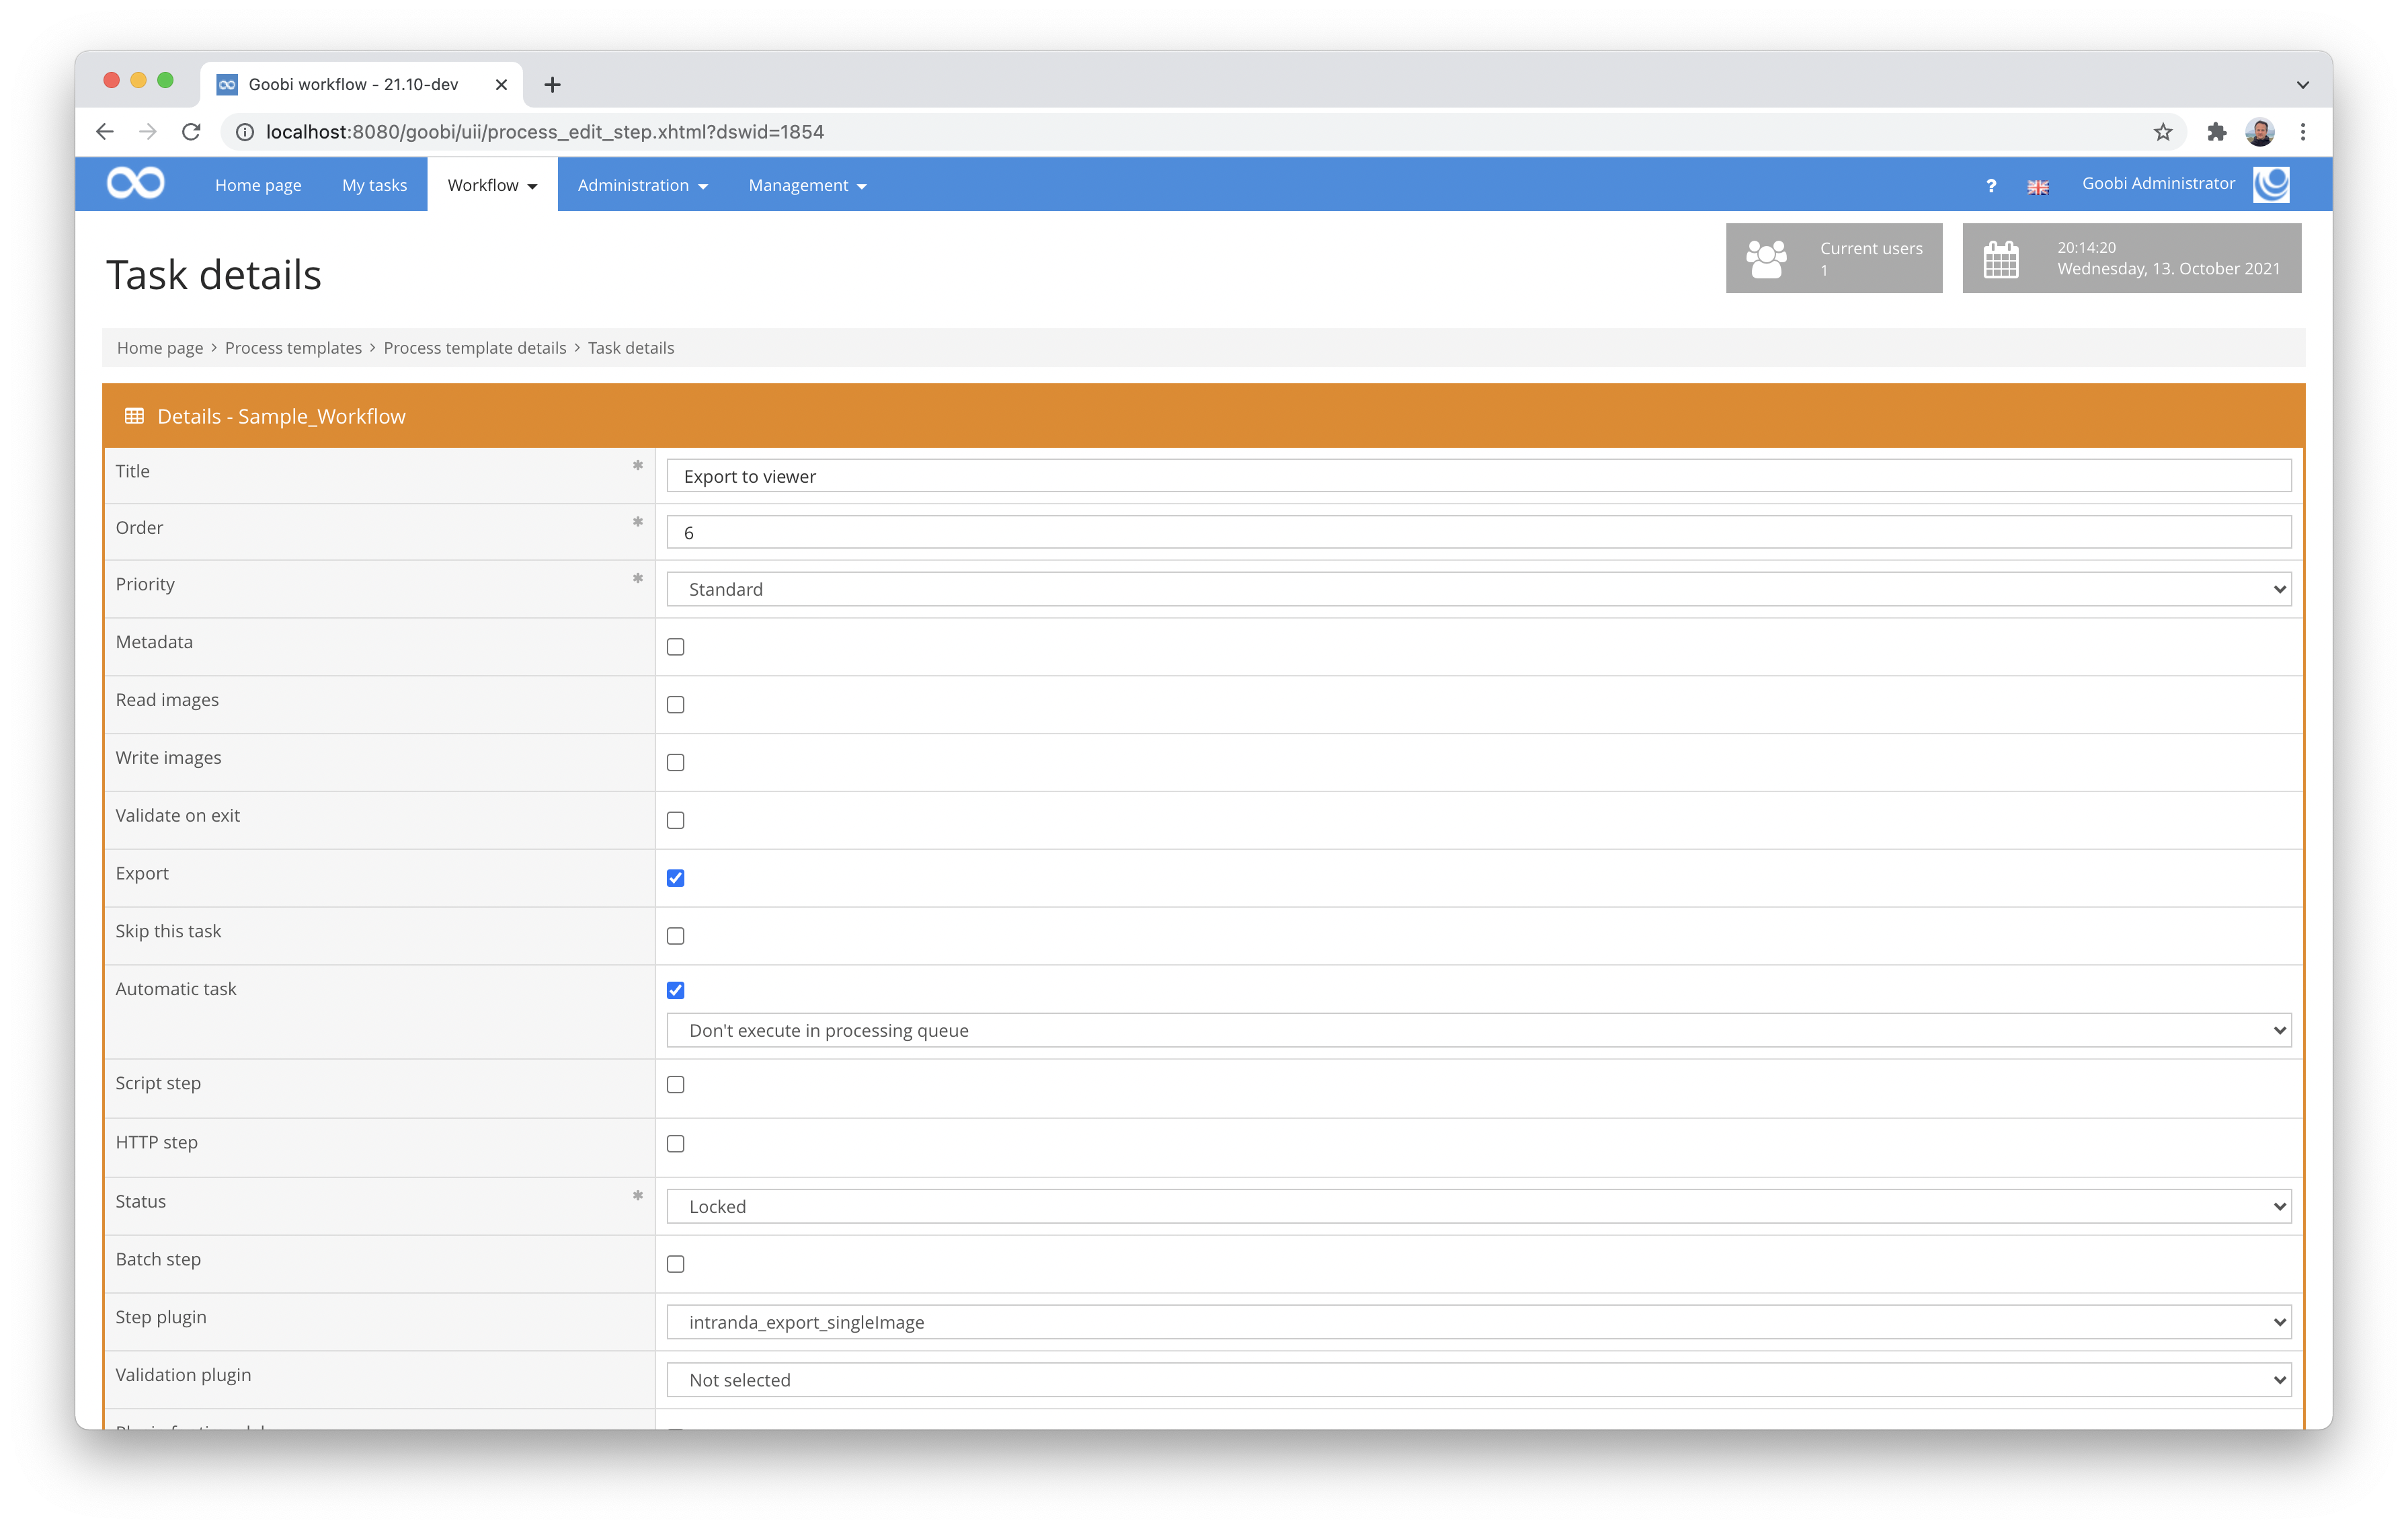 Goobi workflow - 21.10-dev
localhost:8080/goobi/uii/process_edit_step.xhtml?dswid=1854
Home page My tasks Workflow Administration Management ? Goobi Administrator
Task details
Current users
1
20:14:20
Wednesday, 13. October 2021
Home page > Process templates > Process template details > Task details
Details - Sample_Workflow
Title * Export to viewer
Order * 6
Priority * Standard
Metadata
Read images
Write images
Validate on exit
Export
Skip this task
Automatic task
Don't execute in processing queue
Script step
HTTP step
Status * Locked
Batch step
Step plugin intranda_export_singleImage
Validation plugin Not selected